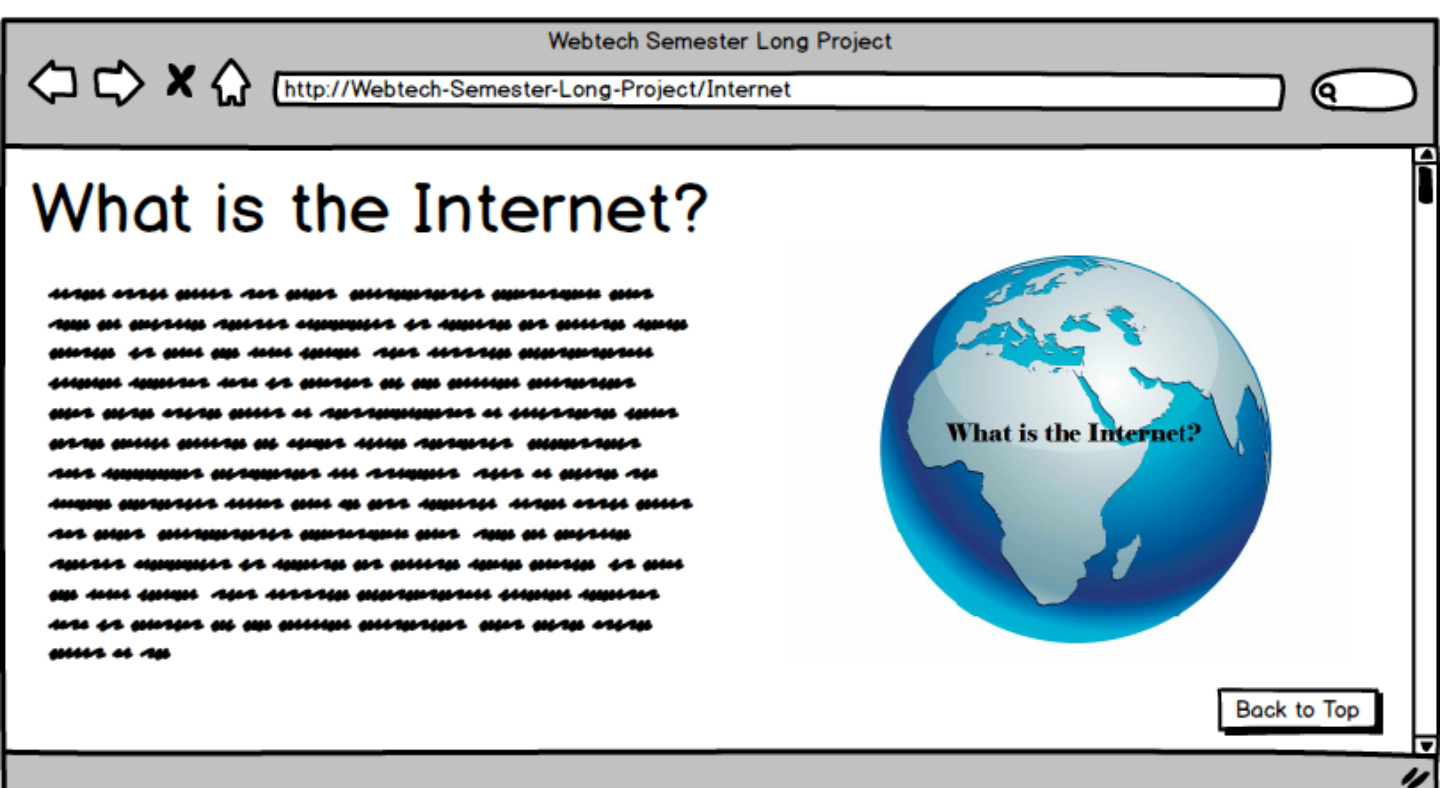 Webtech Semester Long Project
http://Webtech-Semester-Long-Project/Internet
What is the Internet?
What is the Internet?
Back to Top